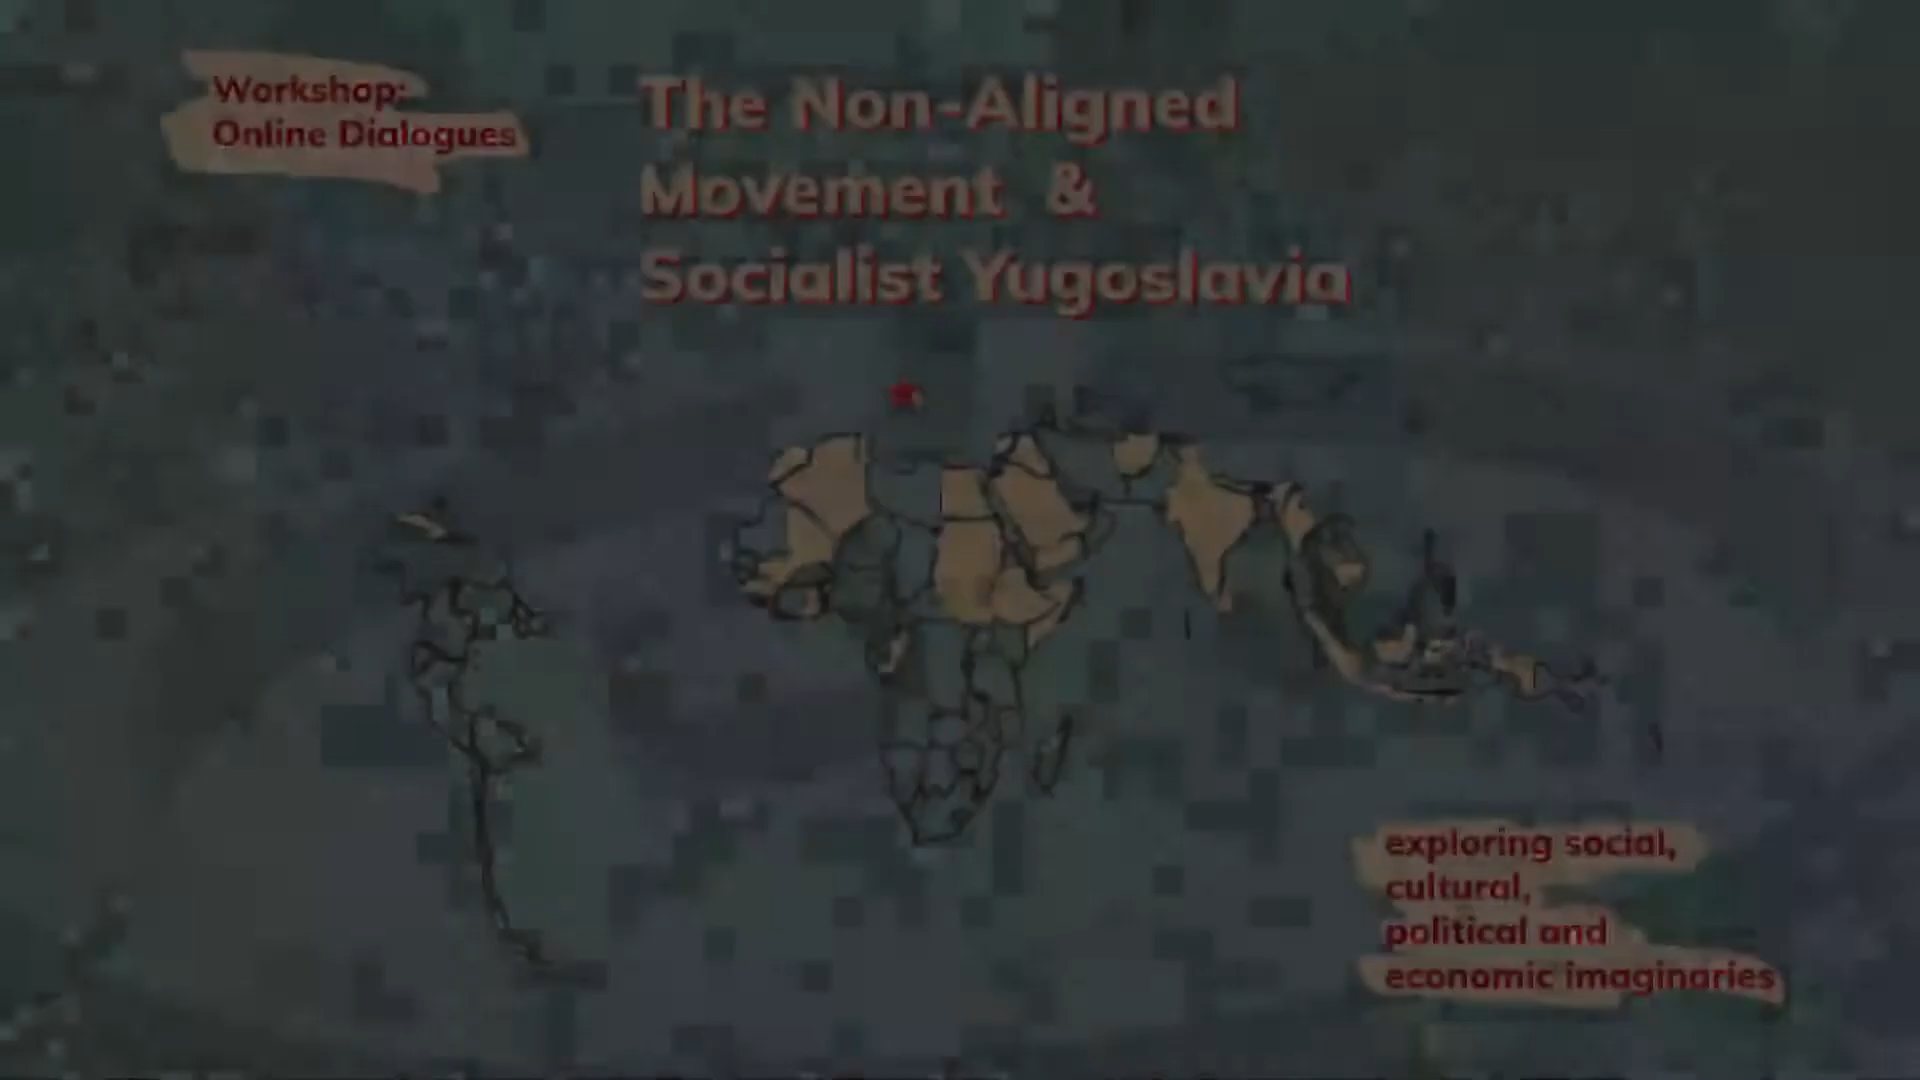 Workshop:
Online Dialogues
The Non-Aligned
Movement &
Socialist Yugoslavia
exploring social,
cultural,
political and
economic imaginaries